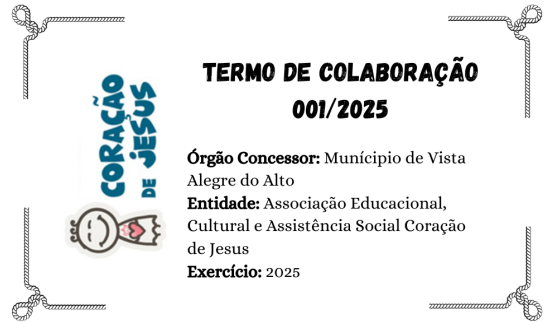 CORAÇÃO
DE JESUS
TERMO DE COLABORAÇÃO
001/2025
Órgão Concessor: Munícipio de Vista
Alegre do Alto
Entidade: Associação Educacional,
Cultural e Assistência Social Coração
de Jesus
Exercício: 2025